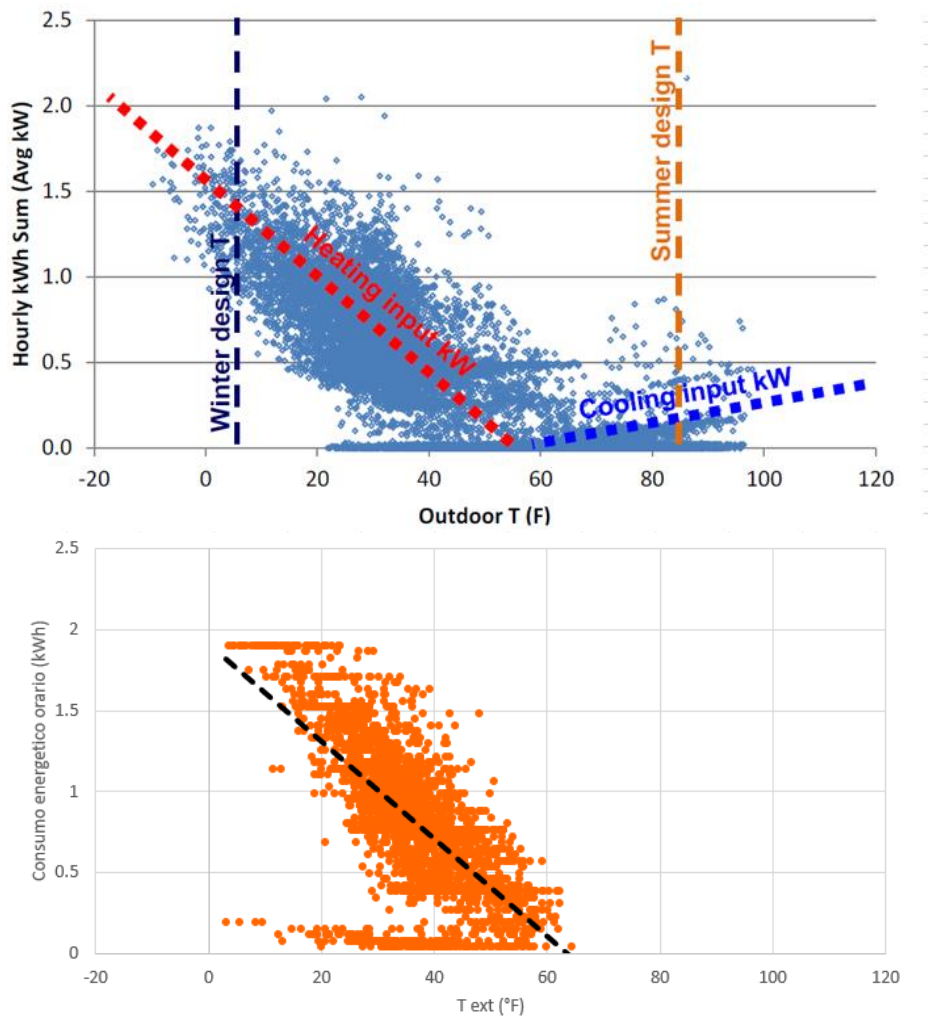 2.5
2.0
1.5
1.0
0.5
0.0
Hourly kWh Sum (Avg kW)
Winter design T
Heating input kW
Summer design T
Cooling input kW
-20 0 20 40 60 80 100 120
Outdoor T (F)
2.5
2
1.5
1
0.5
0
Consumo energetico orario (kWh)
-20 0 20 40 60 80 100 120
T ext (°F)